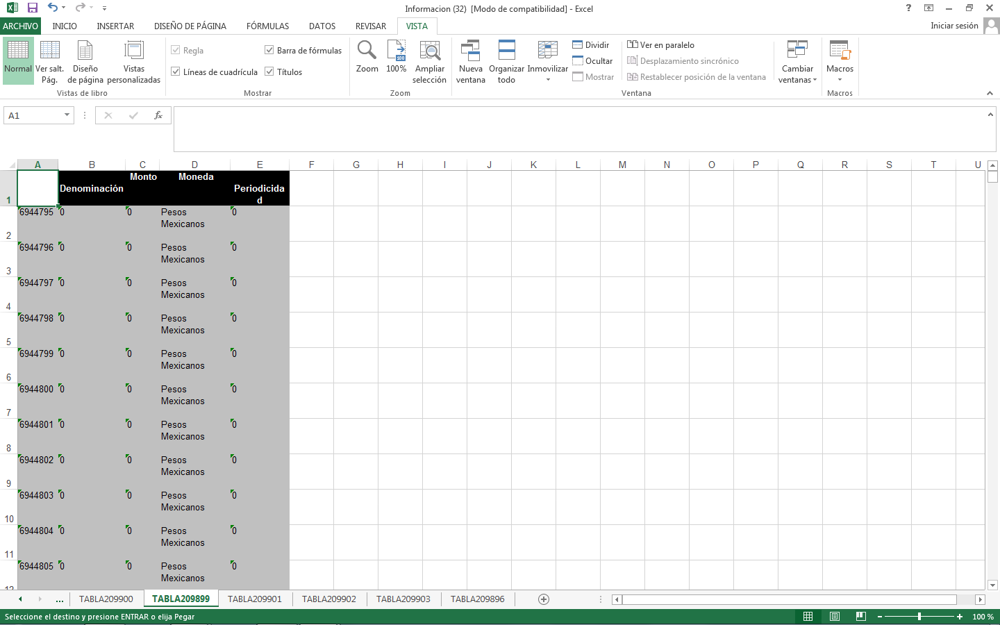 Informacion (32)  [Modo de compatibilidad] - Excel
ARCHIVO INICIO INSERTAR DISEÑO DE PÁGINA FÓRMULAS DATOS REVISAR VISTA Iniciar sesión
Normal
Ver salt. Pág.
Diseño de página
Vistas personalizadas
Vistas de libro
Regla
Barra de fórmulas
Líneas de cuadrícula
Títulos
Mostrar
Zoom
100%
Ampliar selección
Zoom
Nueva ventana
Organizar todo
Inmovilizar
Dividir
Ocultar
Mostrar
Ver en paralelo
Desplazamiento sincrónico
Restablecer posición de la ventana
Cambiar ventanas
Ventana
Macros
Macros
A1
fx
A B C D E F G H I J K L M N O P Q R S T U
1 Denominación Monto Moneda Periodicidad
2 6944795 0 0 Pesos Mexicanos 0
3 6944796 0 0 Pesos Mexicanos 0
4 6944797 0 0 Pesos Mexicanos 0
5 6944798 0 0 Pesos Mexicanos 0
6 6944799 0 0 Pesos Mexicanos 0
7 6944800 0 0 Pesos Mexicanos 0
8 6944801 0 0 Pesos Mexicanos 0
9 6944802 0 0 Pesos Mexicanos 0
10 6944803 0 0 Pesos Mexicanos 0
11 6944804 0 0 Pesos Mexicanos 0
12 6944805 0 0 Pesos Mexicanos 0
... TABLA209900 TABLA209899 TABLA209901 TABLA209902 TABLA209903 TABLA209896
Seleccione el destino y presione ENTRAR o elija Pegar
100 %